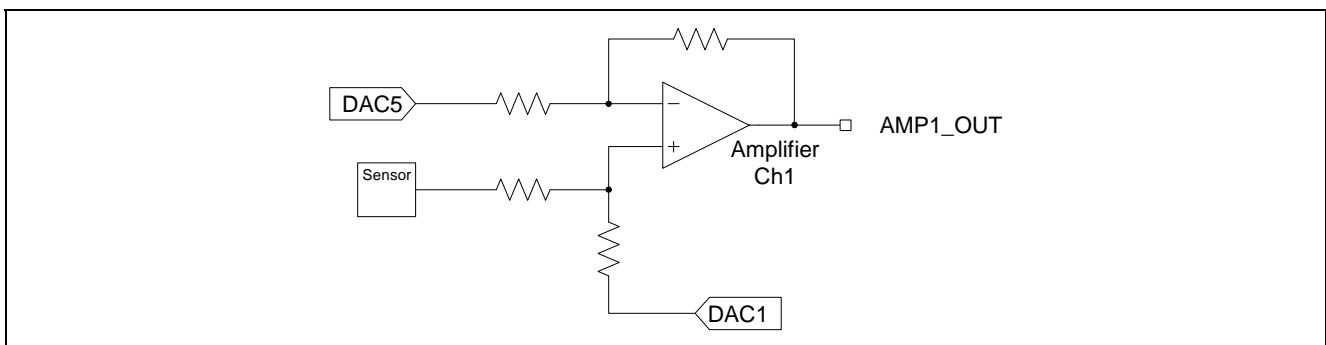 DAC5
AMP1_OUT
Amplifier
Ch1
Sensor
DAC1